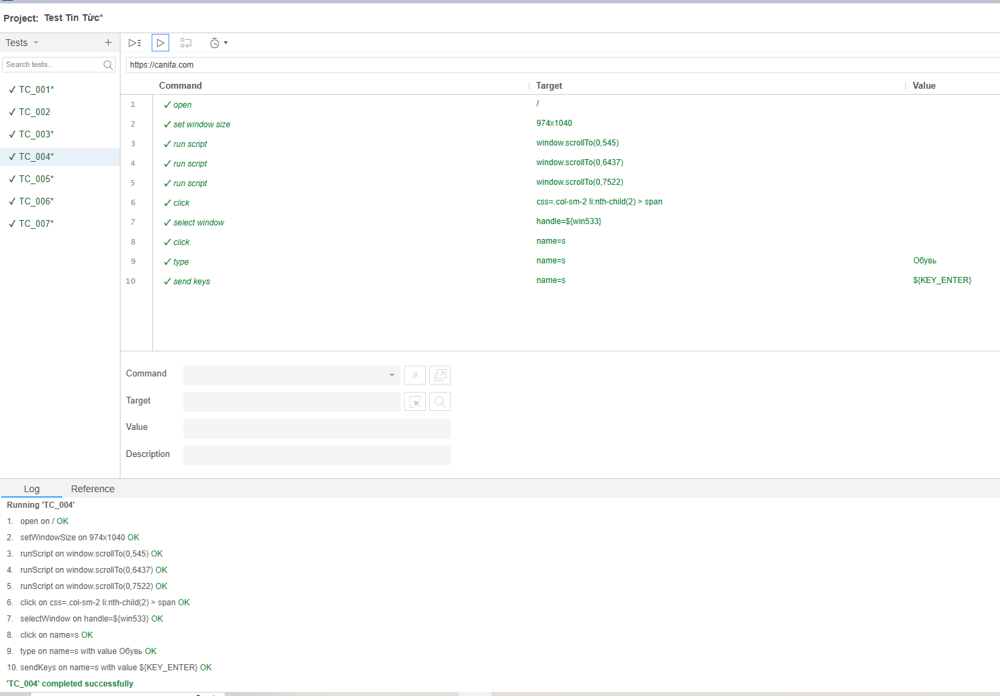 Project: Test Tin Tức*
Tests
Search tests...
https://canifa.com
✓ TC_001*
✓ TC_002
✓ TC_003*
✓ TC_004*
✓ TC_005*
✓ TC_006*
✓ TC_007*
Command Target Value
1 ✓ open /
2 ✓ set window size 974x1040
3 ✓ run script window.scrollTo(0,545)
4 ✓ run script window.scrollTo(0,6437)
5 ✓ run script window.scrollTo(0,7522)
6 ✓ click css=.col-sm-2 li:nth-child(2) > span
7 ✓ select window handle=${win533}
8 ✓ click name=s
9 ✓ type name=s Обувь
10 ✓ send keys name=s ${KEY_ENTER}
Command //
Target
Value
Description
Log Reference
Running 'TC_004'
1. open on / OK
2. setWindowSize on 974x1040 OK
3. runScript on window.scrollTo(0,545) OK
4. runScript on window.scrollTo(0,6437) OK
5. runScript on window.scrollTo(0,7522) OK
6. click on css=.col-sm-2 li:nth-child(2) > span OK
7. selectWindow on handle=${win533} OK
8. click on name=s OK
9. type on name=s with value Обувь OK
10. sendKeys on name=s with value ${KEY_ENTER} OK
'TC_004' completed successfully